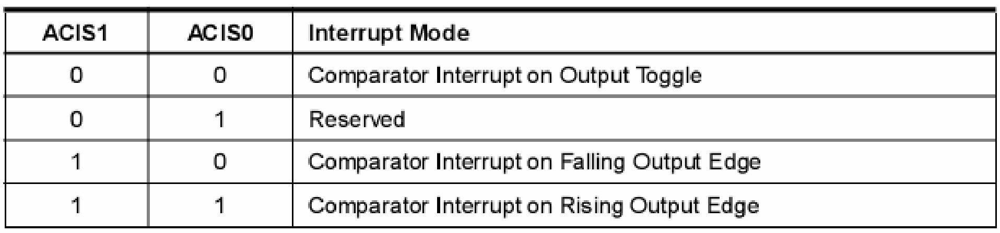 ACIS1 ACIS0 Interrupt Mode
0 0 Comparator Interrupt on Output Toggle
0 1 Reserved
1 0 Comparator Interrupt on Falling Output Edge
1 1 Comparator Interrupt on Rising Output Edge